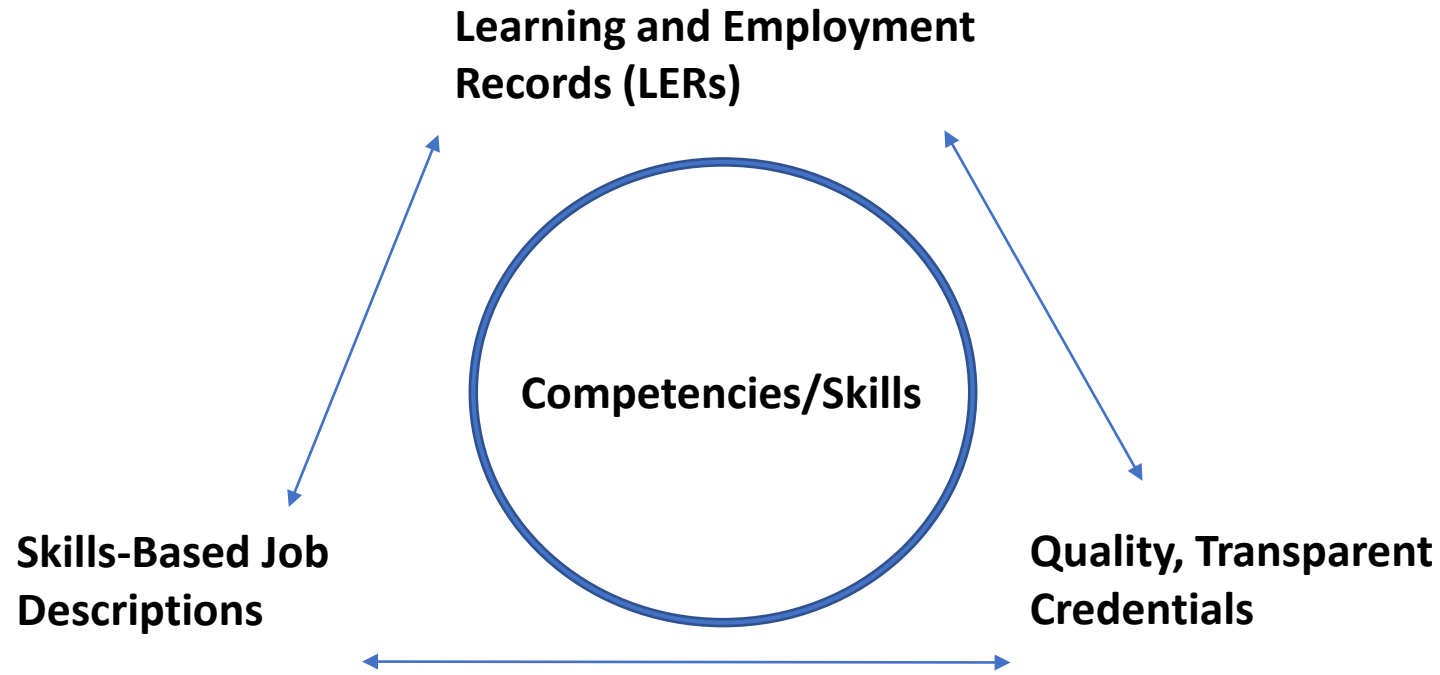 Learning and Employment
Records (LERs)
Competencies/Skills
Skills-Based Job
Descriptions
Quality, Transparent
Credentials